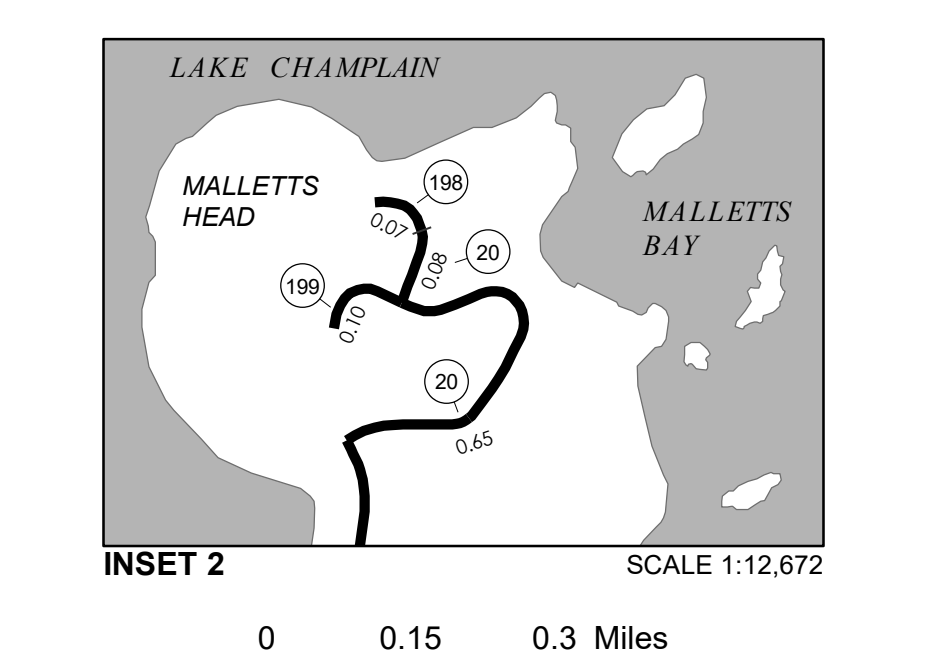 LAKE CHAMPLAIN
MALLETTS
HEAD
198
0.07
MALLETTS
BAY
20
0.08
199
0.10
20
0.65
INSET 2
SCALE 1:12,672
0 0.15 0.3 Miles